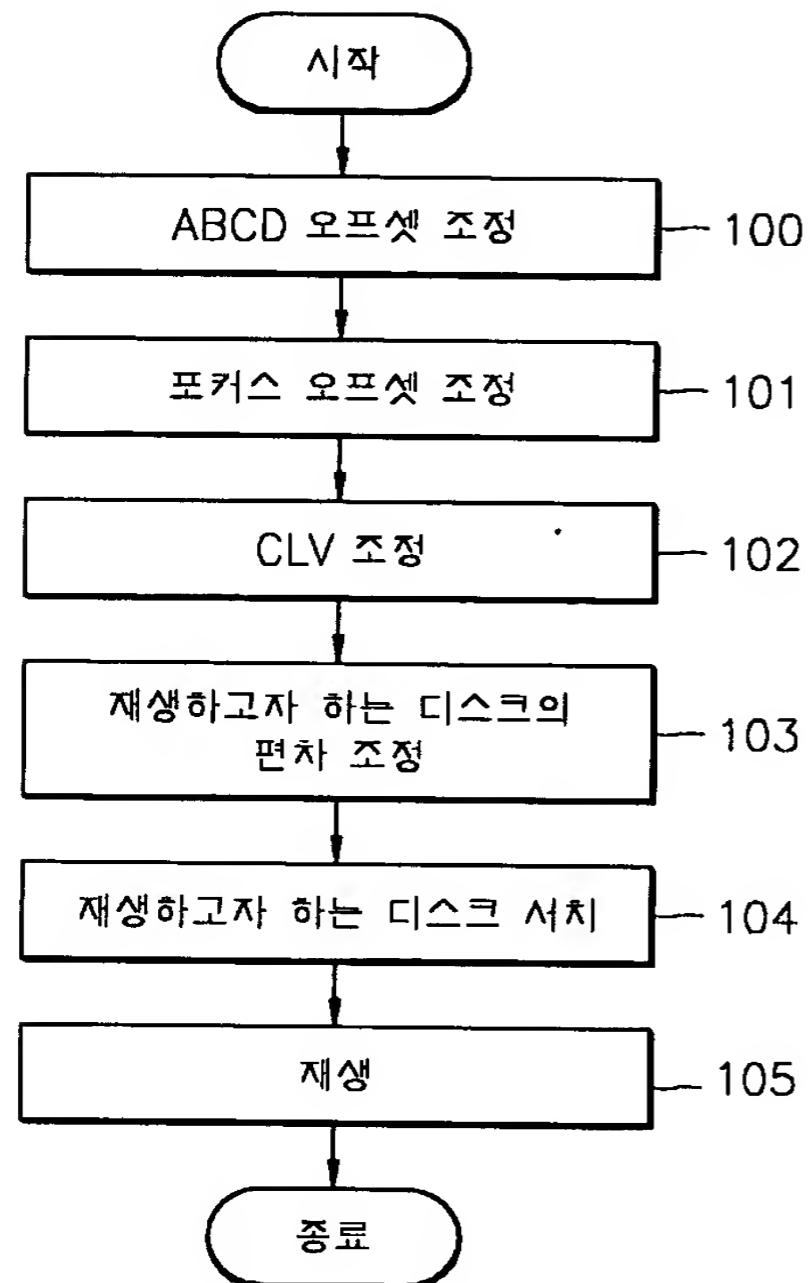 시작
ABCD 오프셋 조정
100
포커스 오프셋 조정
101
CLV 조정
102
재생하고자 하는 디스크의
편차 조정
103
재생하고자 하는 디스크 서치
104
재생
105
종료